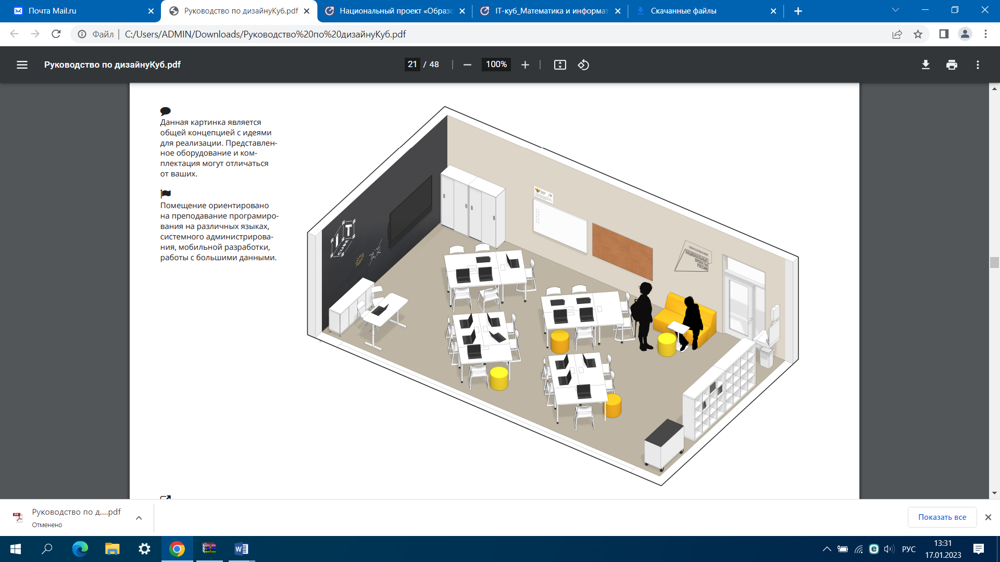 Почта Mail.ru
Руководство по дизайнуКуб.pdf
Национальный проект «Образо
IT-куб_Математика и информат
Скачанные файлы
Файл
C:/Users/ADMIN/Downloads/Руководство%20по%20дизайнуКуб.pdf
Руководство по дизайнуКуб.pdf
21 / 48
100%
Данная картинка является
общей концепцией с идеями
для реализации. Представлен-
ное оборудование и ком-
плектация могут отличаться
от ваших.
Помещение ориентировано
на преподавание програмиро-
вания на различных языках,
системного администрирова-
ния, мобильной разработки,
работы с большими данными.
IT
CUBE
ОБРАЗОВАНИЕ
НАЦИОНАЛЬНЫЕ
ПРОЕКТЫ
РОССИИ
Руководство по д....pdf
Отменено
Показать все
РУС
13:31
17.01.2023